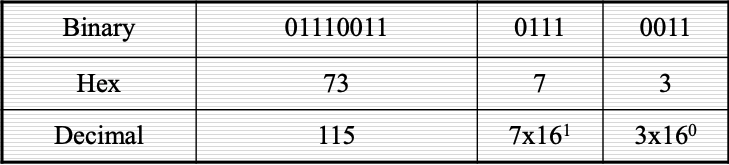 Binary 01110011 0111 0011
Hex 73 7 3
Decimal 115 7x16¹ 3x16⁰